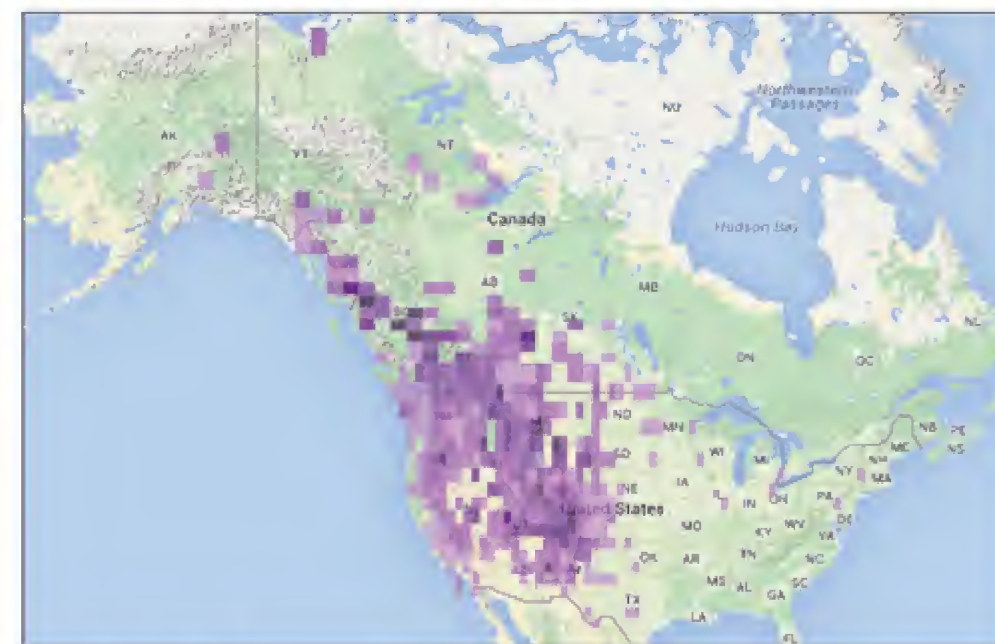 Northwestern
Passages
NU
AK
YT
NT
Canada
Hudson Bay
AB
MB
SK
NL
ON
QC
ND
MN
NB
PE
ME
NS
SD
WI
MI
NY
NH
MA
NE
IA
United States
IN
OH
PA
DE
MO
KY
WV
VA
OK
AR
TN
NC
MS
AL
SC
GA
TX
LA
FL